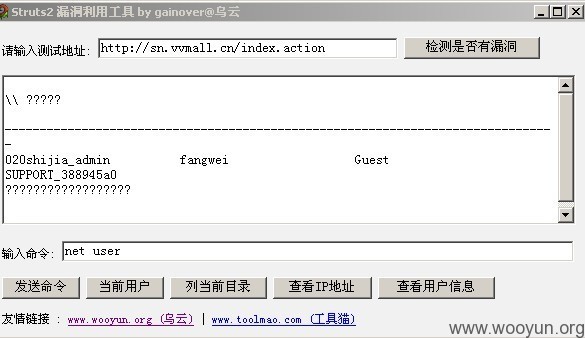 Struts2 漏洞利用工具 by gainover@乌云
请输入测试地址: http://sn.vvmall.cn/index.action 检测是否有漏洞
\\ ?????
-------------------------------------------------------------------------------
020shijia_admin fangwei Guest
SUPPORT_388945a0
??????????????????
输入命令: net user
发送命令 当前用户 列当前目录 查看IP地址 查看用户信息
友情链接 : www.wooyun.org (乌云) | www.toolmao.com (工具猫)
www.wooyun.org